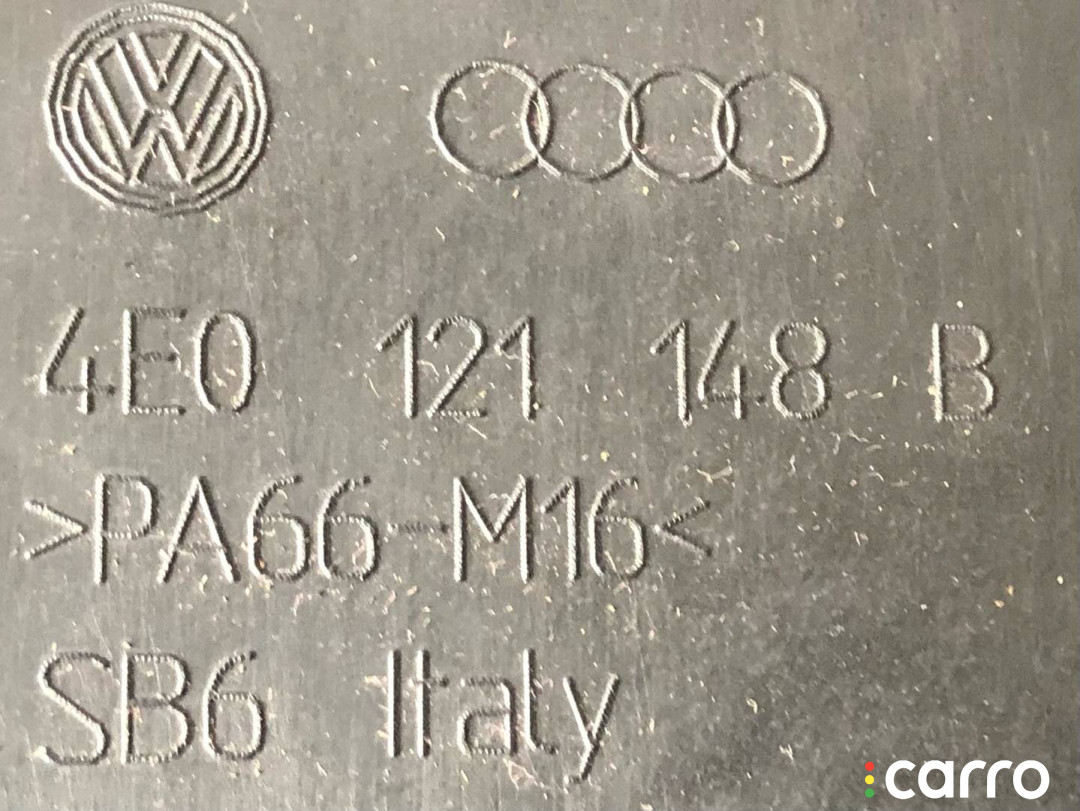 4E0 121 148 B
>PA66-M16<
SB6 Italy
carro